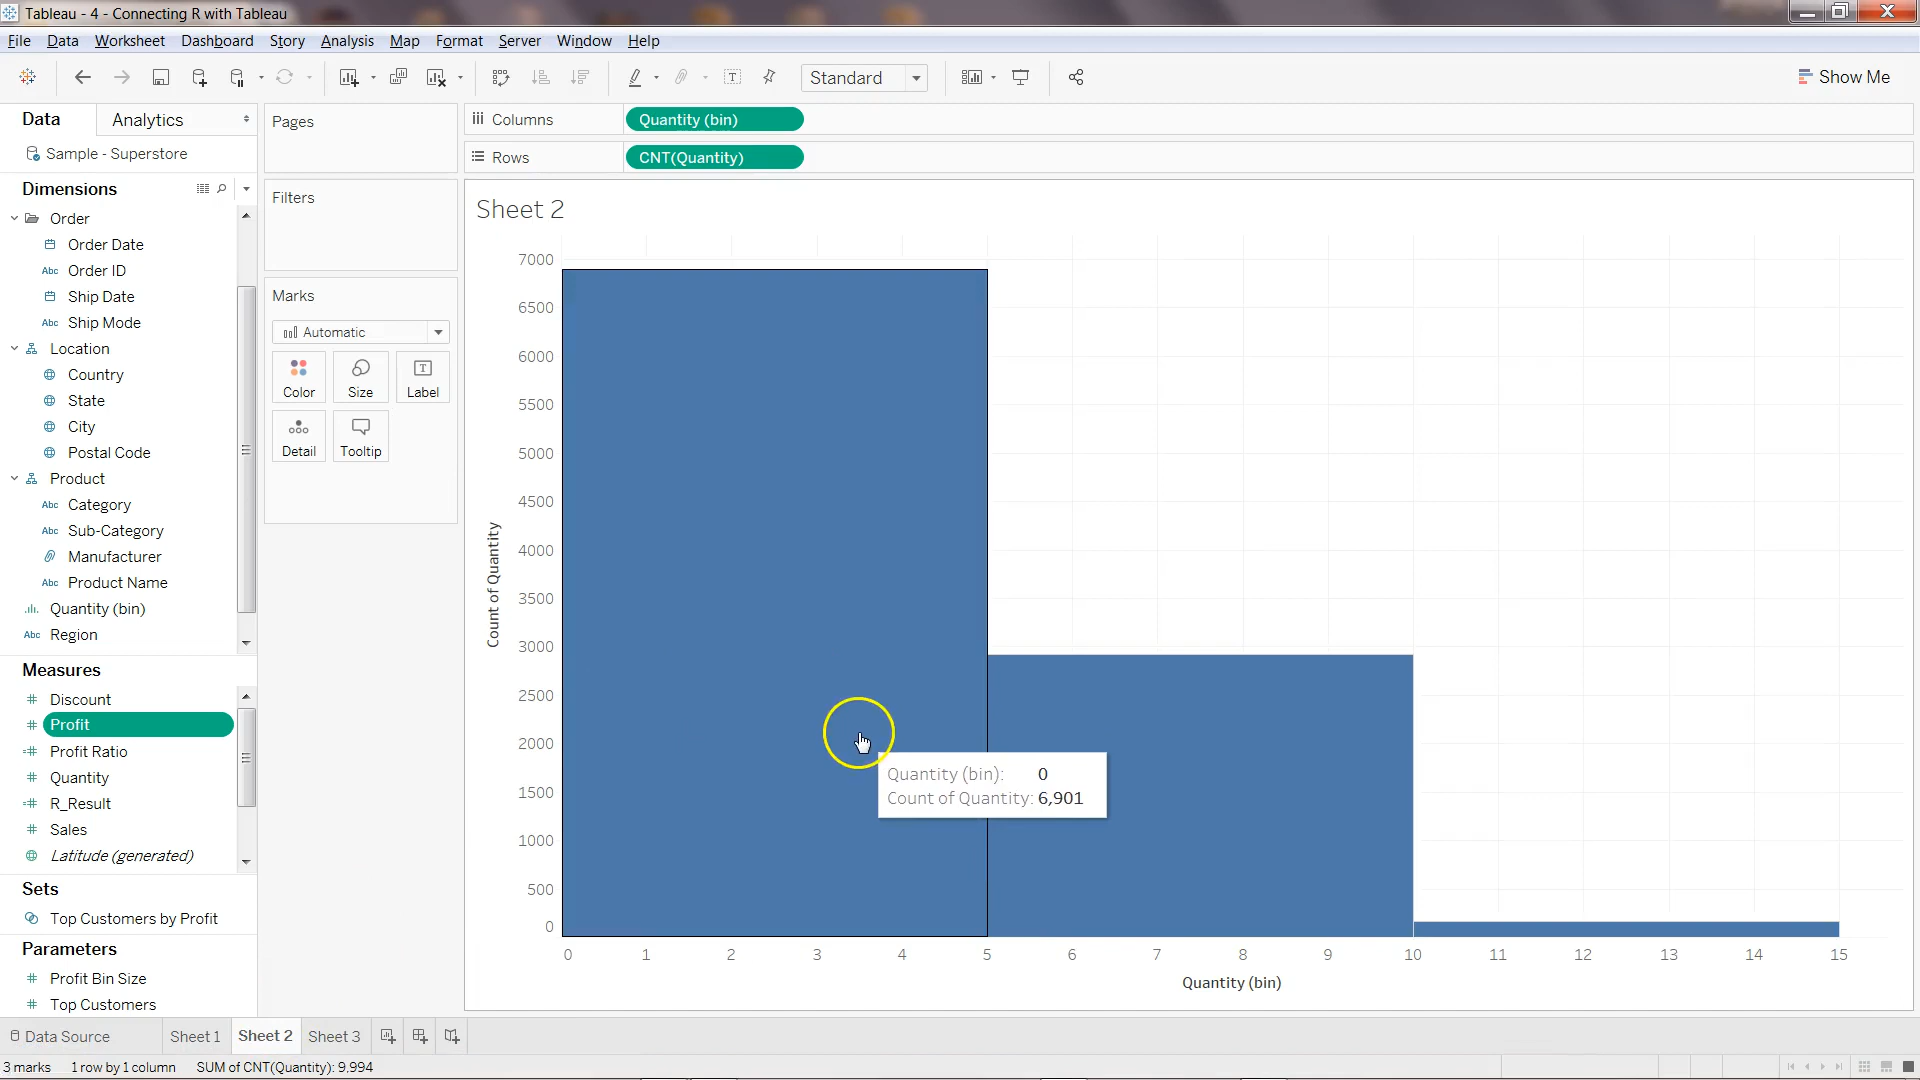 Tableau - 4 - Connecting R with Tableau
File Data Worksheet Dashboard Story Analysis Map Format Server Window Help
Standard
Show Me
Data Analytics
Sample - Superstore
Dimensions
Order
Order Date
Abc Order ID
Ship Date
Abc Ship Mode
Location
Country
State
City
Postal Code
Product
Abc Category
Abc Sub-Category
Manufacturer
Abc Product Name
Quantity (bin)
Abc Region
Measures
# Discount
# Profit
=# Profit Ratio
# Quantity
=# R_Result
# Sales
Latitude (generated)
Sets
Top Customers by Profit
Parameters
# Profit Bin Size
# Top Customers
Pages
Filters
Marks
Automatic
Color Size Label
Detail Tooltip
Columns Quantity (bin)
Rows CNT(Quantity)
Sheet 2
7000
6500
6000
5500
5000
4500
4000
3500
3000
2500
2000
1500
1000
500
0
Count of Quantity
Quantity (bin): 0
Count of Quantity: 6,901
0 1 2 3 4 5 6 7 8 9 10 11 12 13 14 15
Quantity (bin)
Data Source Sheet 1 Sheet 2 Sheet 3
3 marks 1 row by 1 column SUM of CNT(Quantity): 9,994